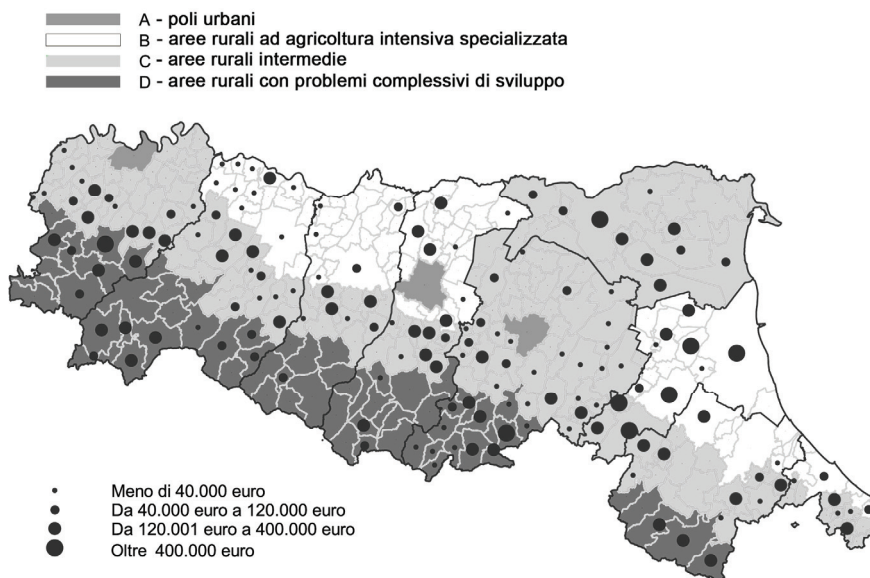 A - poli urbani
B - aree rurali ad agricoltura intensiva specializzata
C - aree rurali intermedie
D - aree rurali con problemi complessivi di sviluppo
Meno di 40.000 euro
Da 40.000 euro a 120.000 euro
Da 120.001 euro a 400.000 euro
Oltre 400.000 euro